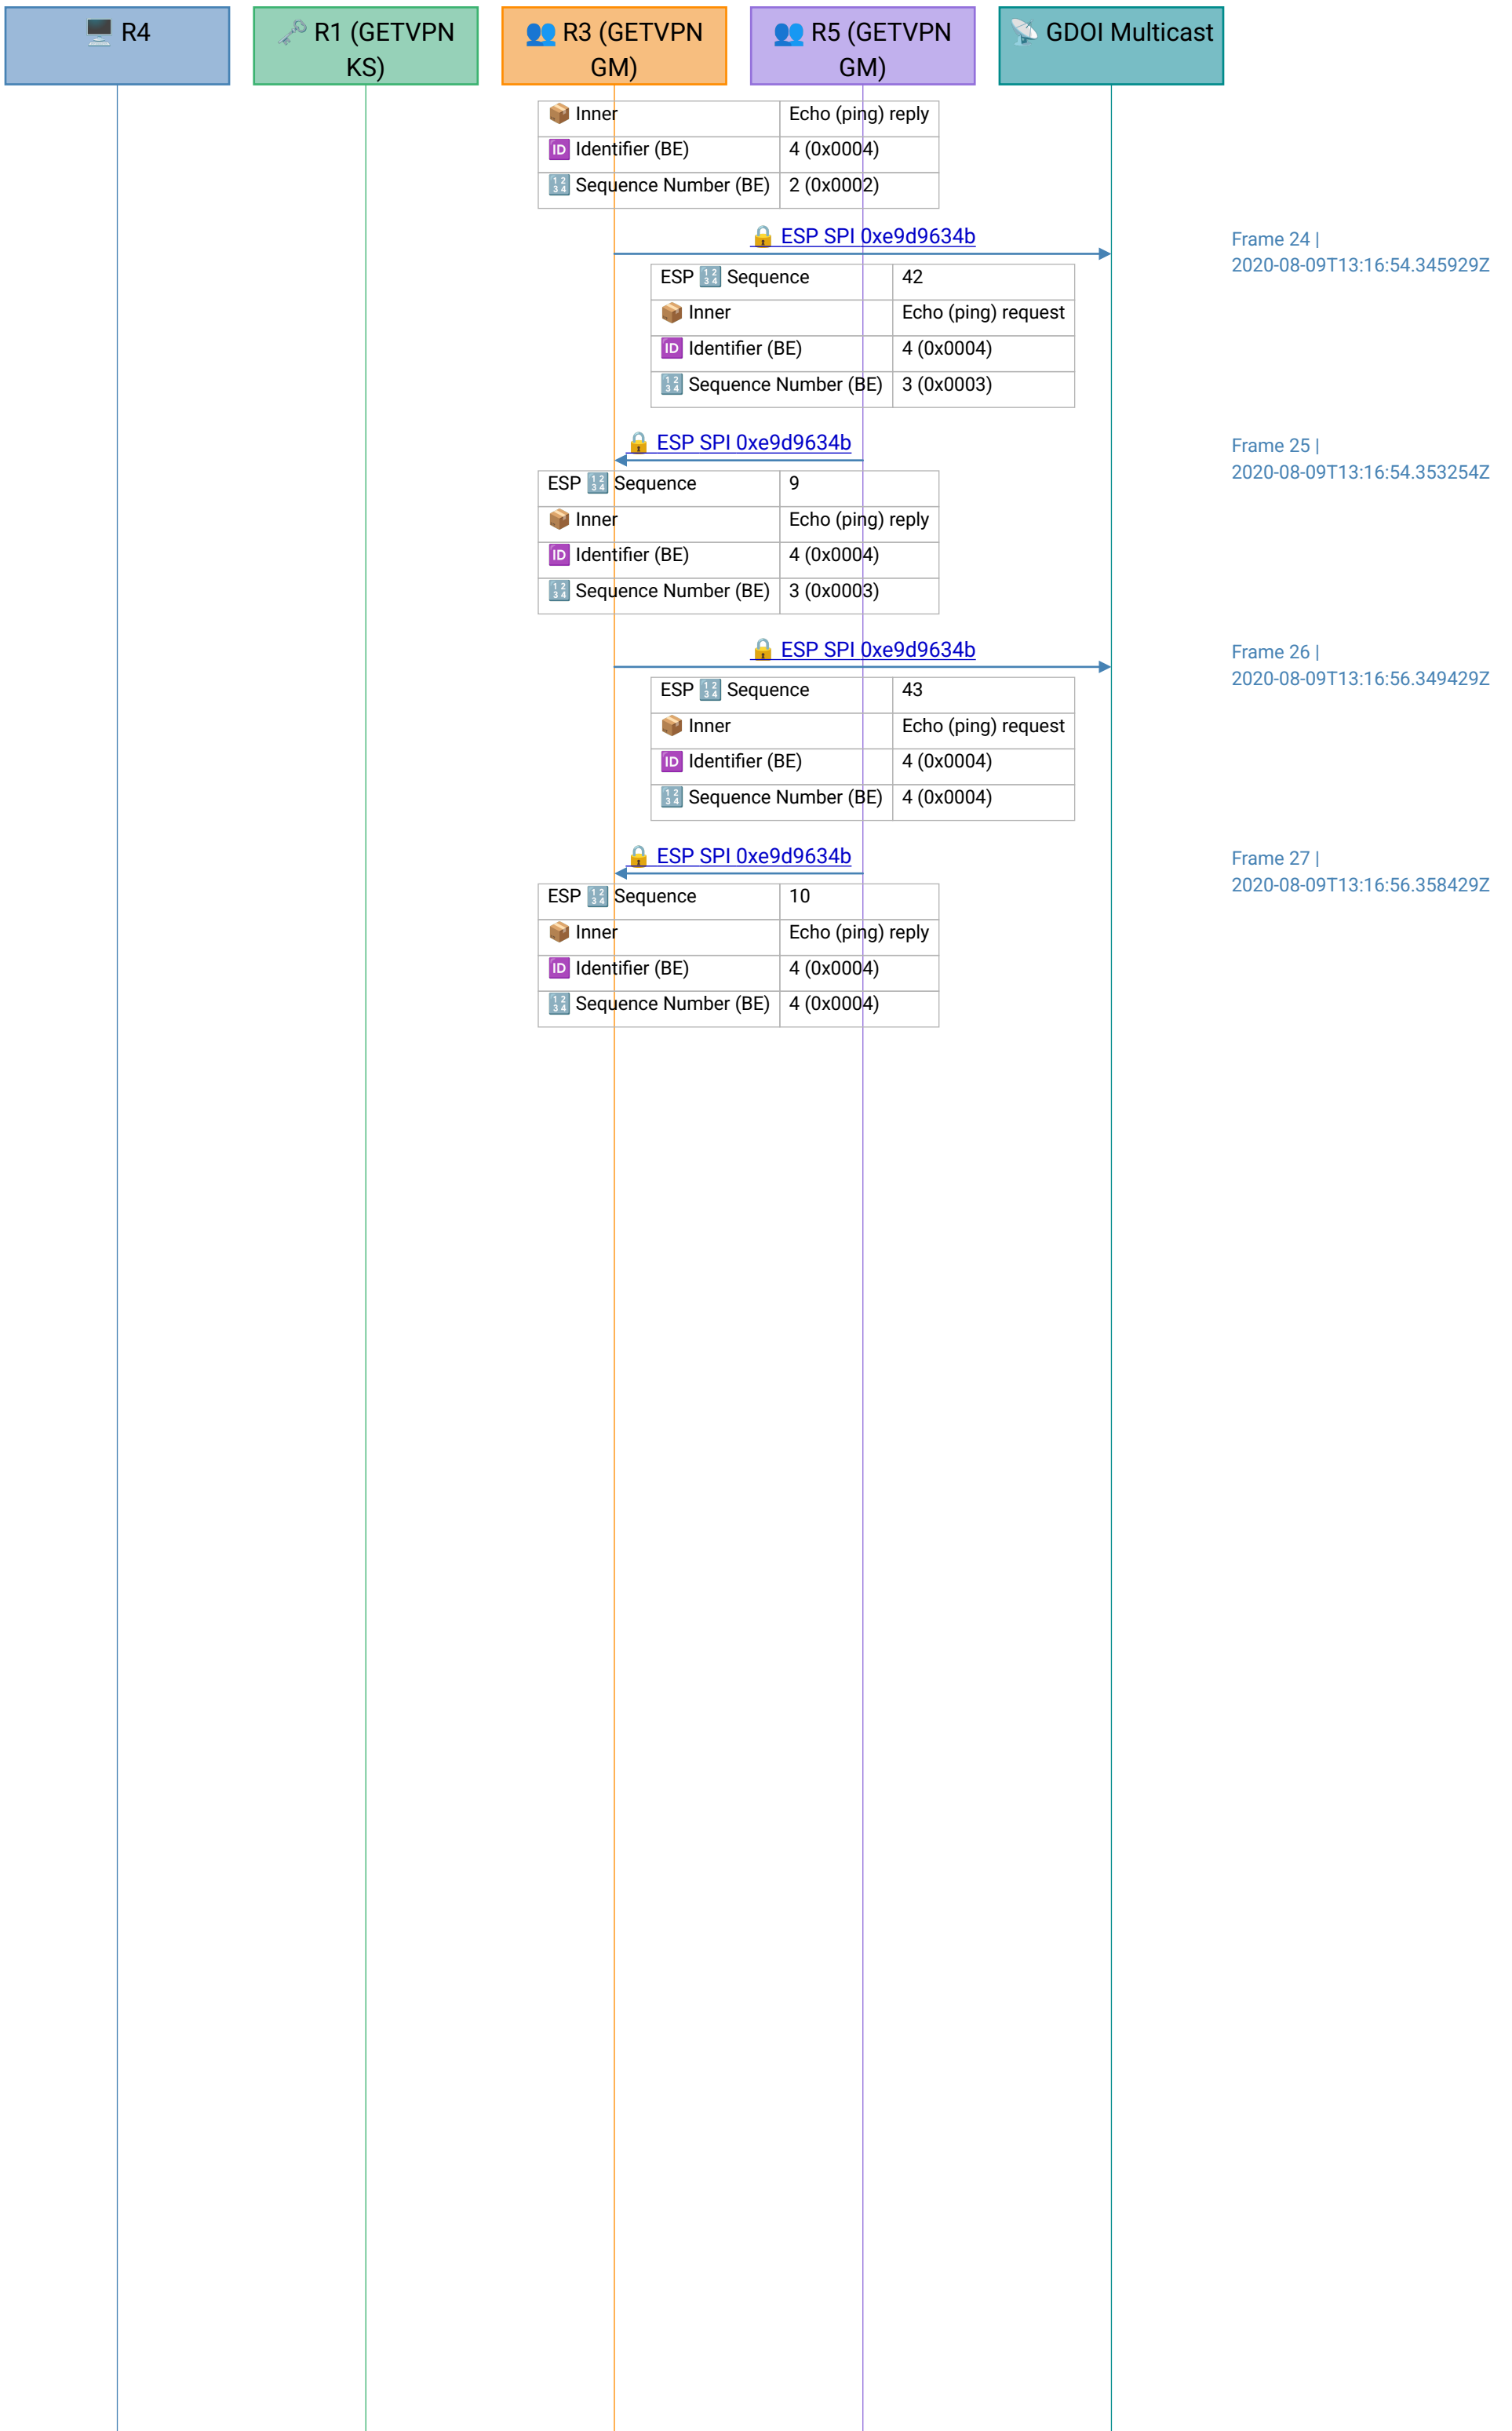 🖥️ R4
🗝️ R1 (GETVPN
KS)
👥 R3 (GETVPN
GM)
👥 R5 (GETVPN
GM)
📡 GDOI Multicast
📦 Inner Echo (ping) reply
🆔 Identifier (BE) 4 (0x0004)
🔢 Sequence Number (BE) 2 (0x0002)
🔒 ESP SPI 0xe9d9634b
Frame 24 |
2020-08-09T13:16:54.345929Z
ESP 🔢 Sequence 42
📦 Inner Echo (ping) request
🆔 Identifier (BE) 4 (0x0004)
🔢 Sequence Number (BE) 3 (0x0003)
🔒 ESP SPI 0xe9d9634b
Frame 25 |
2020-08-09T13:16:54.353254Z
ESP 🔢 Sequence 9
📦 Inner Echo (ping) reply
🆔 Identifier (BE) 4 (0x0004)
🔢 Sequence Number (BE) 3 (0x0003)
🔒 ESP SPI 0xe9d9634b
Frame 26 |
2020-08-09T13:16:56.349429Z
ESP 🔢 Sequence 43
📦 Inner Echo (ping) request
🆔 Identifier (BE) 4 (0x0004)
🔢 Sequence Number (BE) 4 (0x0004)
🔒 ESP SPI 0xe9d9634b
Frame 27 |
2020-08-09T13:16:56.358429Z
ESP 🔢 Sequence 10
📦 Inner Echo (ping) reply
🆔 Identifier (BE) 4 (0x0004)
🔢 Sequence Number (BE) 4 (0x0004)